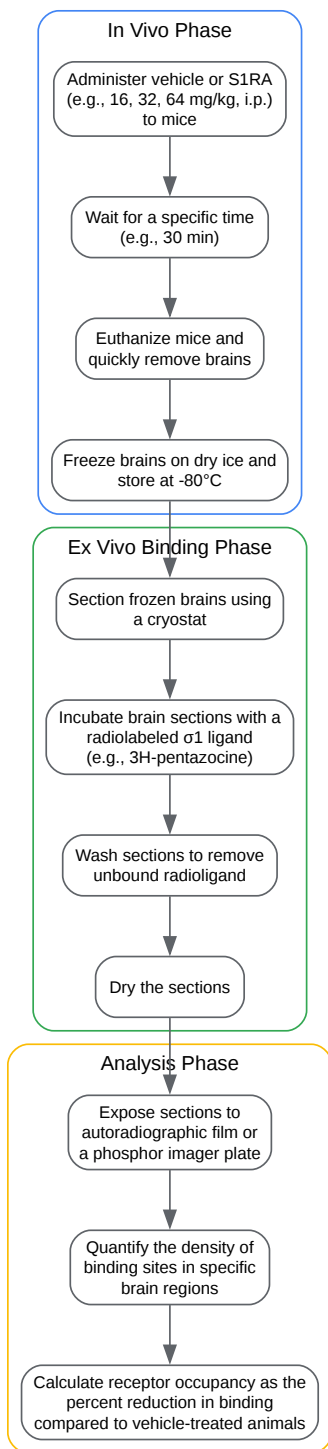 In Vivo Phase
Administer vehicle or S1RA
(e.g., 16, 32, 64 mg/kg, i.p.)
to mice
Wait for a specific time
(e.g., 30 min)
Euthanize mice and
quickly remove brains
Freeze brains on dry ice and
store at -80°C
Ex Vivo Binding Phase
Section frozen brains using
a cryostat
Incubate brain sections with a
radiolabeled σ1 ligand
(e.g., 3H-pentazocine)
Wash sections to remove
unbound radioligand
Dry the sections
Analysis Phase
Expose sections to
autoradiographic film or
a phosphor imager plate
Quantify the density of
binding sites in specific
brain regions
Calculate receptor occupancy as the
percent reduction in binding
compared to vehicle-treated animals